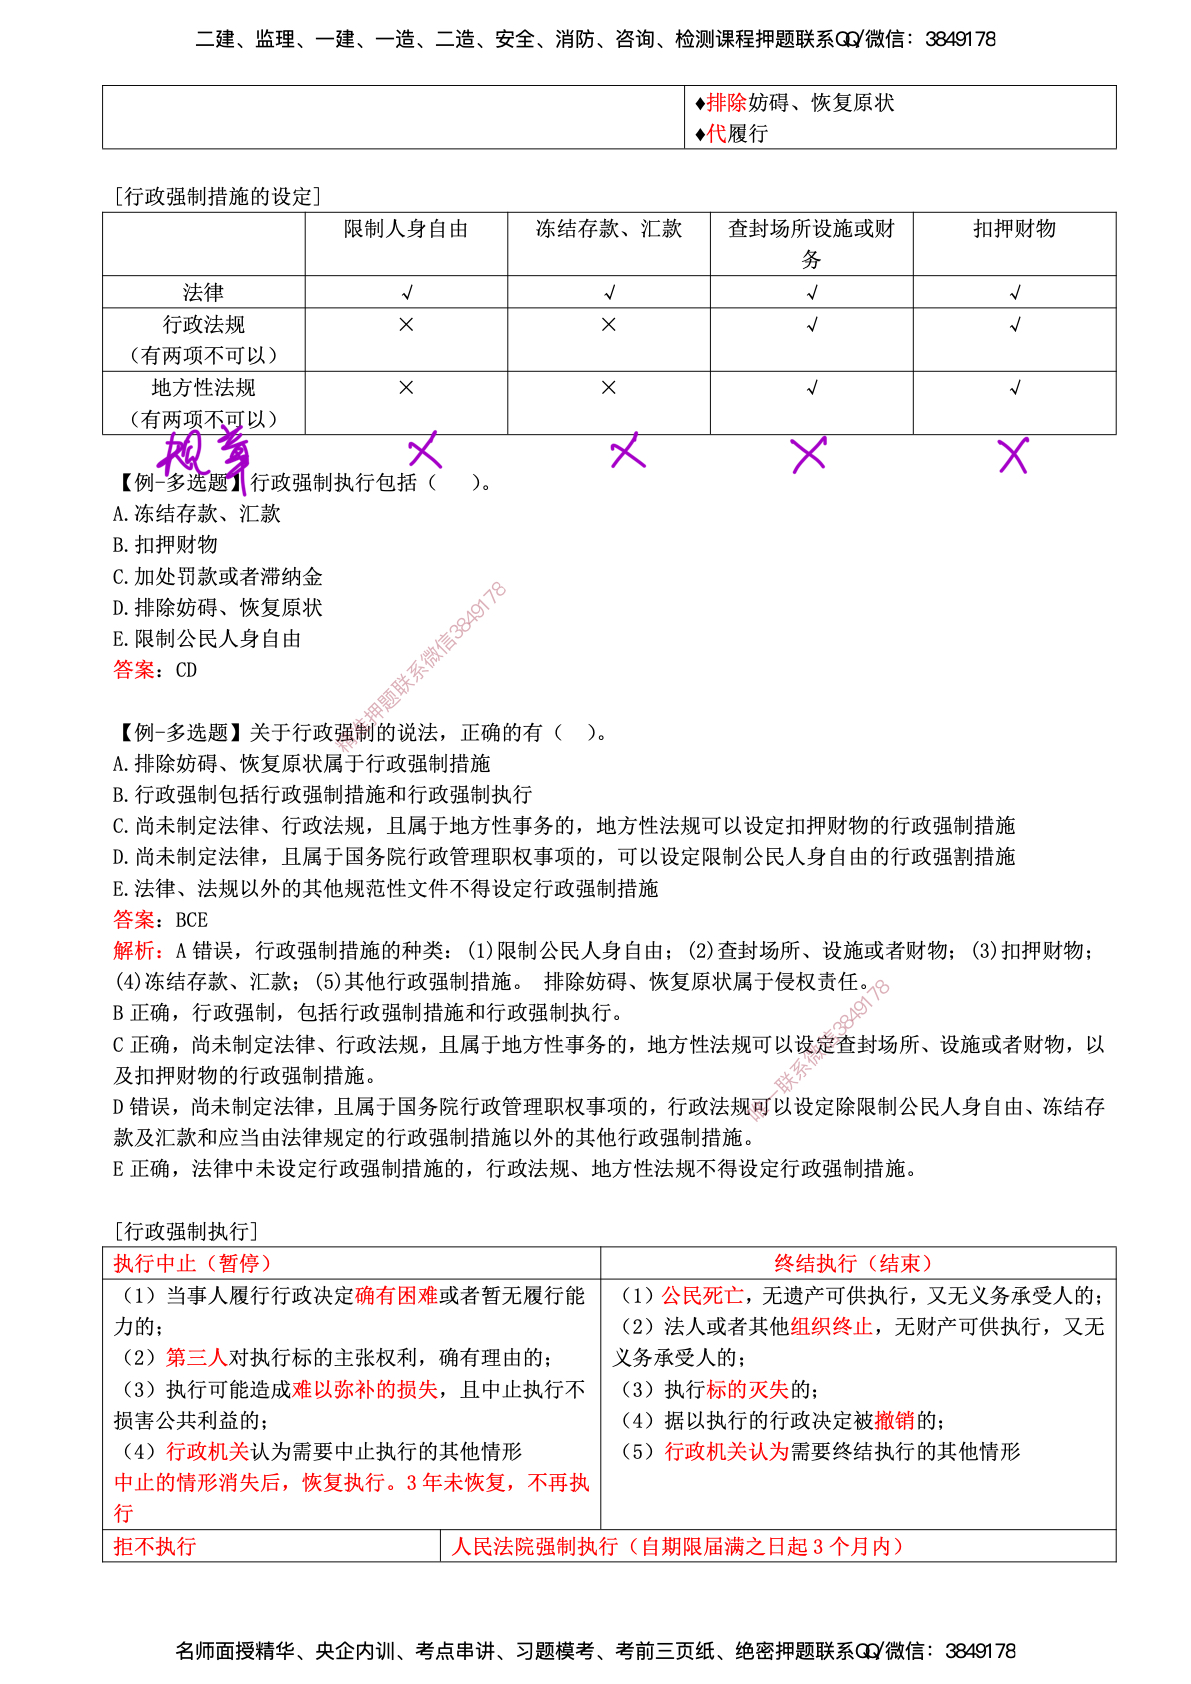 二建、监理、一建、一造、二造、安全、消防、咨询、检测课程押题联系QQ/微信：3849178
♦排除妨碍、恢复原状
♦代履行
[行政强制措施的设定]
限制人身自由 冻结存款、汇款 查封场所设施或财务 扣押财物
法律 √ √ √ √
行政法规 × × √ √
（有两项不可以）
地方性法规 × × √ √
（有两项不可以）
规章 × × × ×
【例-多选题】行政强制执行包括（ ）。
A.冻结存款、汇款
B.扣押财物
C.加处罚款或者滞纳金
D.排除妨碍、恢复原状
E.限制公民人身自由
答案：CD
精准押题联系微信3849178
【例-多选题】关于行政强制的说法，正确的有（ ）。
A.排除妨碍、恢复原状属于行政强制措施
B.行政强制包括行政强制措施和行政强制执行
C.尚未制定法律、行政法规，且属于地方性事务的，地方性法规可以设定扣押财物的行政强制措施
D.尚未制定法律，且属于国务院行政管理职权事项的，可以设定限制公民人身自由的行政强割措施
E.法律、法规以外的其他规范性文件不得设定行政强制措施
答案：BCE
解析：A 错误，行政强制措施的种类：(1)限制公民人身自由；(2)查封场所、设施或者财物；(3)扣押财物；
(4)冻结存款、汇款；(5)其他行政强制措施。 排除妨碍、恢复原状属于侵权责任。
B 正确，行政强制，包括行政强制措施和行政强制执行。
C 正确，尚未制定法律、行政法规，且属于地方性事务的，地方性法规可以设定查封场所、设施或者财物，以
及扣押财物的行政强制措施。
D 错误，尚未制定法律，且属于国务院行政管理职权事项的，行政法规可以设定除限制公民人身自由、冻结存
款及汇款和应当由法律规定的行政强制措施以外的其他行政强制措施。
E 正确，法律中未设定行政强制措施的，行政法规、地方性法规不得设定行政强制措施。
唯一联系微信3849178
[行政强制执行]
执行中止（暂停） 终结执行（结束）
（1）当事人履行行政决定确有困难或者暂无履行能
力的；
（2）第三人对执行标的主张权利，确有理由的；
（3）执行可能造成难以弥补的损失，且中止执行不
损害公共利益的；
（4）行政机关认为需要中止执行的其他情形
中止的情形消失后，恢复执行。3 年未恢复，不再执
行
（1）公民死亡，无遗产可供执行，又无义务承受人的；
（2）法人或者其他组织终止，无财产可供执行，又无
义务承受人的；
（3）执行标的灭失的；
（4）据以执行的行政决定被撤销的；
（5）行政机关认为需要终结执行的其他情形
拒不执行 人民法院强制执行（自期限届满之日起 3 个月内）
名师面授精华、央企内训、考点串讲、习题模考、考前三页纸、绝密押题联系QQ/微信：3849178